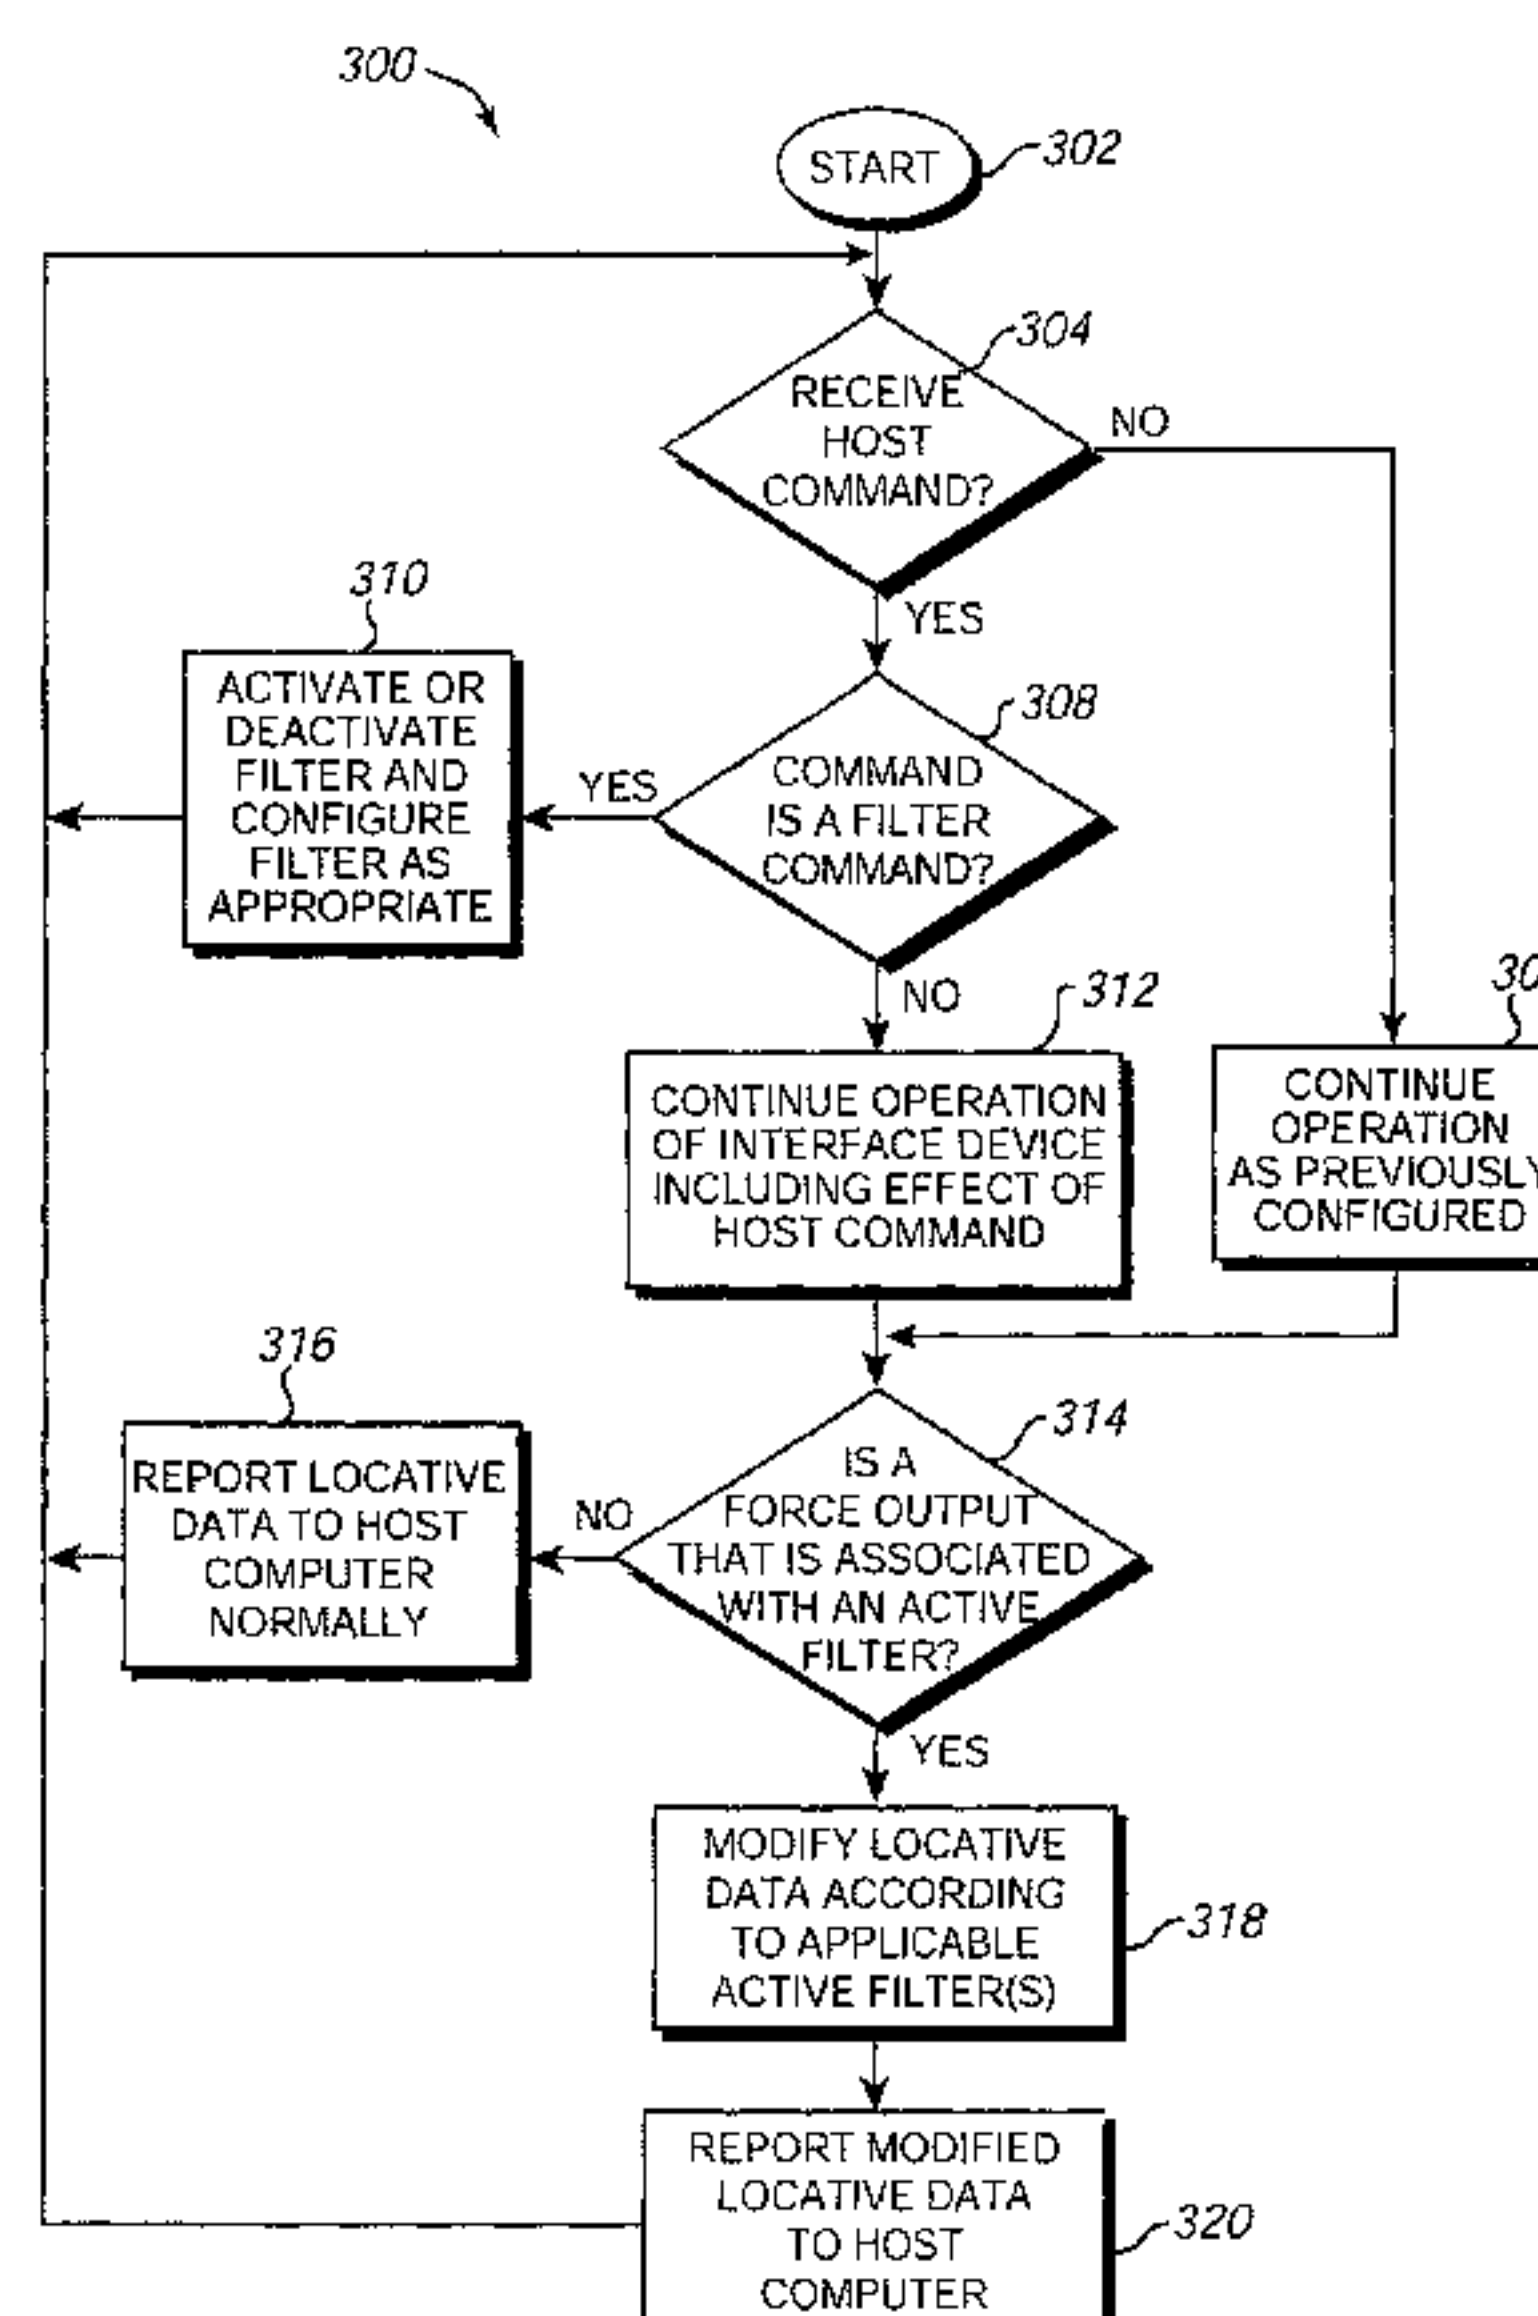 300
START
302
304
RECEIVE
HOST
COMMAND?
NO
YES
310
ACTIVATE OR
DEACTIVATE
FILTER AND
CONFIGURE
FILTER AS
APPROPRIATE
YES
308
COMMAND
IS A FILTER
COMMAND?
NO
312
CONTINUE OPERATION
OF INTERFACE DEVICE
INCLUDING EFFECT OF
HOST COMMAND
CONTINUE
OPERATION
AS PREVIOUSLY
CONFIGURED
316
REPORT LOCATIVE
DATA TO HOST
COMPUTER
NORMALLY
NO
314
IS A
FORCE OUTPUT
THAT IS ASSOCIATED
WITH AN ACTIVE
FILTER?
YES
MODIFY LOCATIVE
DATA ACCORDING
TO APPLICABLE
ACTIVE FILTER(S)
318
REPORT MODIFIED
LOCATIVE DATA
TO HOST
COMPUTER
320